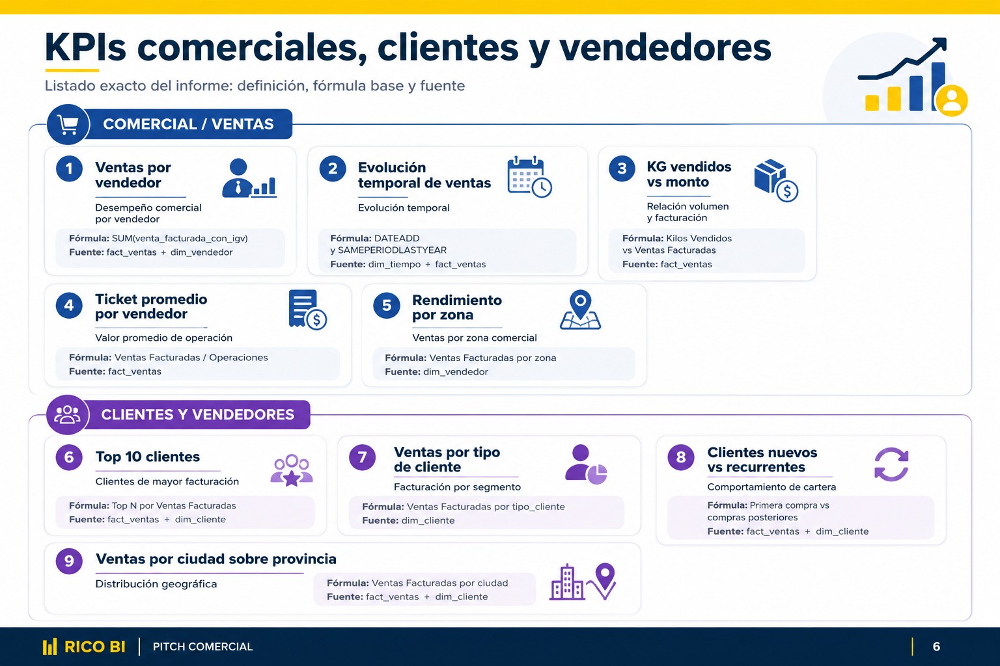 KPIs comerciales, clientes y vendedores
Listado exacto del informe: definición, fórmula base y fuente
COMERCIAL / VENTAS
1
Ventas por
vendedor
Desempeño comercial
por vendedor
Fórmula: SUM(venta_facturada_con_igv)
Fuente: fact_ventas + dim_vendedor
2
Evolución
temporal de ventas
Evolución temporal
Fórmula: DATEADD
y SAMEPERIODLASTYEAR
Fuente: dim_tiempo + fact_ventas
3
KG vendidos
vs monto
$
Relación volumen
y facturación
Fórmula: Kilos Vendidos
vs Ventas Facturadas
Fuente: fact_ventas
4
Ticket promedio
por vendedor
$
Valor promedio de operación
Fórmula: Ventas Facturadas / Operaciones
Fuente: fact_ventas
5
Rendimiento
por zona
Ventas por zona comercial
Fórmula: Ventas Facturadas por zona
Fuente: dim_vendedor
CLIENTES Y VENDEDORES
6
Top 10 clientes
Clientes de mayor facturación
Fórmula: Top N por Ventas Facturadas
Fuente: fact_ventas + dim_cliente
7
Ventas por tipo
de cliente
Facturación por segmento
Fórmula: Ventas Facturadas por tipo_cliente
Fuente: dim_cliente
8
Clientes nuevos
vs recurrentes
Comportamiento de cartera
Fórmula: Primera compra vs
compras posteriores
Fuente: fact_ventas + dim_cliente
9
Ventas por ciudad sobre provincia
Distribución geográfica
Fórmula: Ventas Facturadas por ciudad
Fuente: fact_ventas + dim_cliente
RICO BI
PITCH COMERCIAL
6